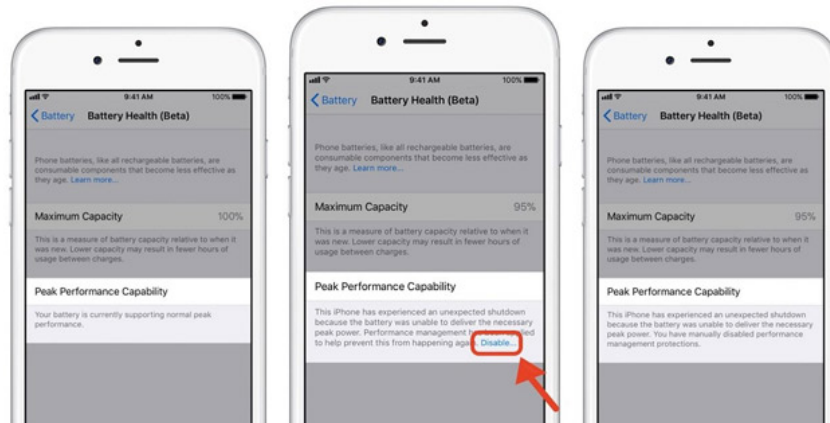 9:41 AM 100%
Battery Battery Health (Beta)
Phone batteries, like all rechargeable batteries, are
consumable components that become less effective as
they age. Learn more...
Maximum Capacity 100%
This is a measure of battery capacity relative to when it
was new. Lower capacity may result in fewer hours of
usage between charges.
Peak Performance Capability
Your battery is currently supporting normal peak
performance.
9:41 AM 100%
Battery Battery Health (Beta)
Phone batteries, like all rechargeable batteries, are
consumable components that become less effective as
they age. Learn more...
Maximum Capacity 95%
This is a measure of battery capacity relative to when it
was new. Lower capacity may result in fewer hours of
usage between charges.
Peak Performance Capability
This iPhone has experienced an unexpected shutdown
because the battery was unable to deliver the necessary
peak power. Performance management has been applied
to help prevent this from happening again. Disable...
9:41 AM 100%
Battery Battery Health (Beta)
Phone batteries, like all rechargeable batteries, are
consumable components that become less effective as
they age. Learn more...
Maximum Capacity 95%
This is a measure of battery capacity relative to when it
was new. Lower capacity may result in fewer hours of
usage between charges.
Peak Performance Capability
This iPhone has experienced an unexpected shutdown
because the battery was unable to deliver the necessary
peak power. You have manually disabled performance
management protections.